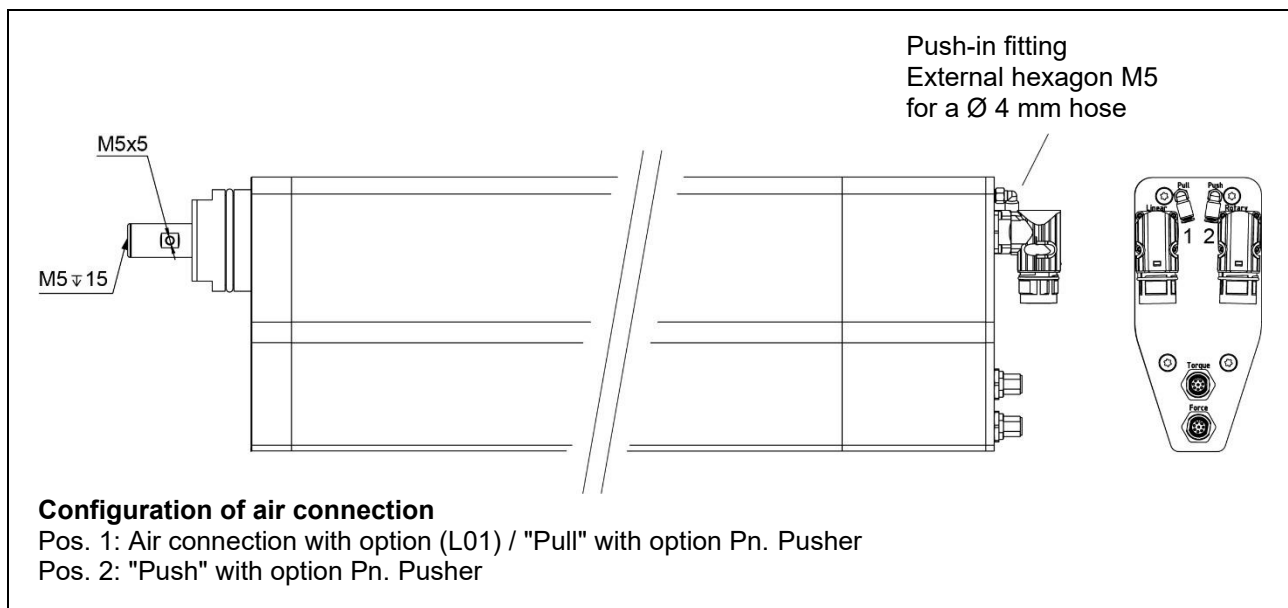 Push-in fitting
External hexagon M5
for a Ø 4 mm hose
M5x5
M5↧15
Pull Push
Linear Rotary
1 2
Torque
Force
Configuration of air connection
Pos. 1: Air connection with option (L01) / "Pull" with option Pn. Pusher
Pos. 2: "Push" with option Pn. Pusher